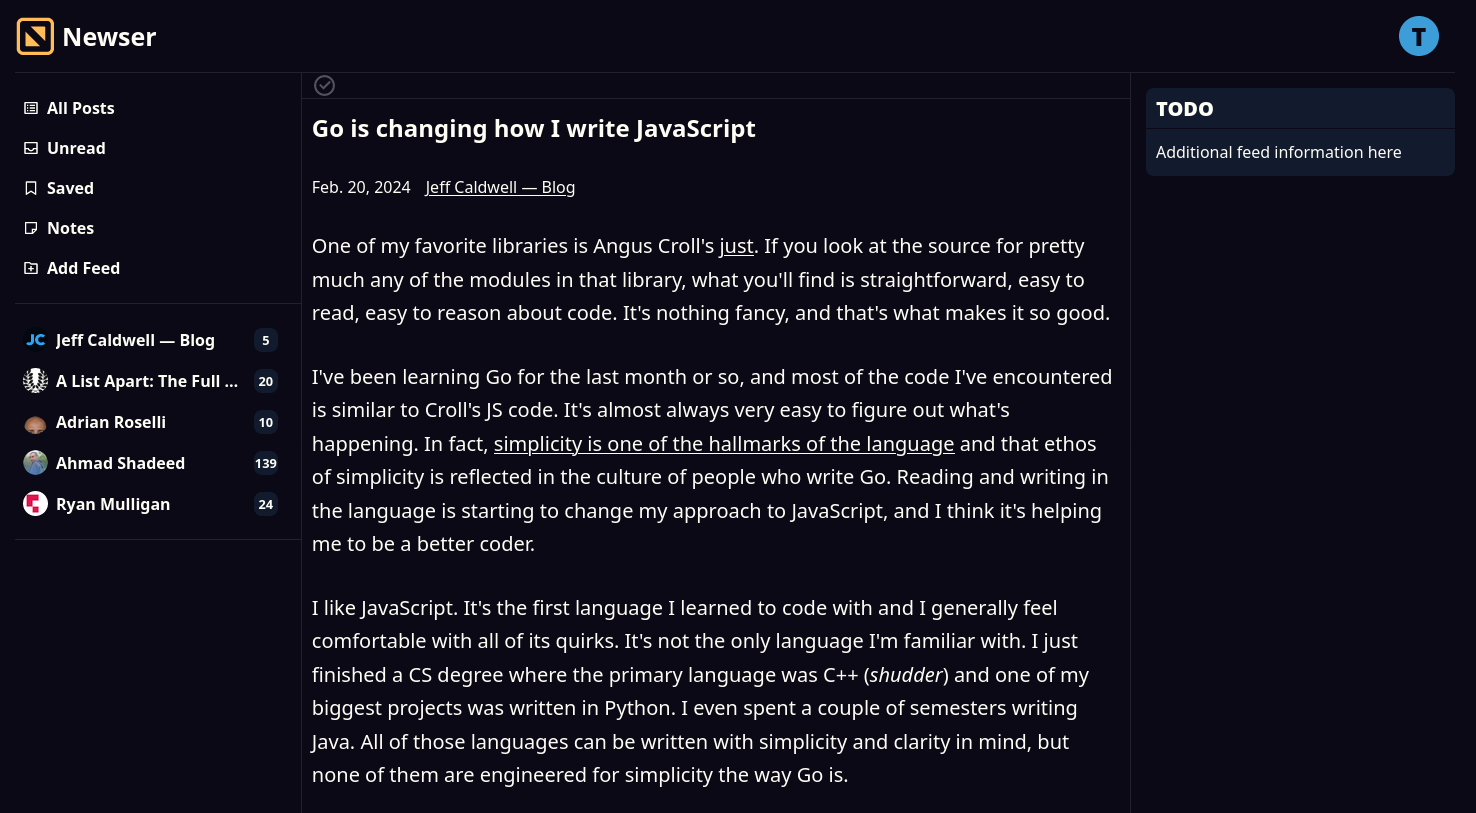 Newser
T
All Posts
Unread
Saved
Notes
Add Feed
JC Jeff Caldwell — Blog 5
A List Apart: The Full ... 20
Adrian Roselli 10
Ahmad Shadeed 139
Ryan Mulligan 24
Go is changing how I write JavaScript
Feb. 20, 2024 Jeff Caldwell — Blog
One of my favorite libraries is Angus Croll's just. If you look at the source for pretty
much any of the modules in that library, what you'll find is straightforward, easy to
read, easy to reason about code. It's nothing fancy, and that's what makes it so good.
I've been learning Go for the last month or so, and most of the code I've encountered
is similar to Croll's JS code. It's almost always very easy to figure out what's
happening. In fact, simplicity is one of the hallmarks of the language and that ethos
of simplicity is reflected in the culture of people who write Go. Reading and writing in
the language is starting to change my approach to JavaScript, and I think it's helping
me to be a better coder.
I like JavaScript. It's the first language I learned to code with and I generally feel
comfortable with all of its quirks. It's not the only language I'm familiar with. I just
finished a CS degree where the primary language was C++ (shudder) and one of my
biggest projects was written in Python. I even spent a couple of semesters writing
Java. All of those languages can be written with simplicity and clarity in mind, but
none of them are engineered for simplicity the way Go is.
TODO
Additional feed information here